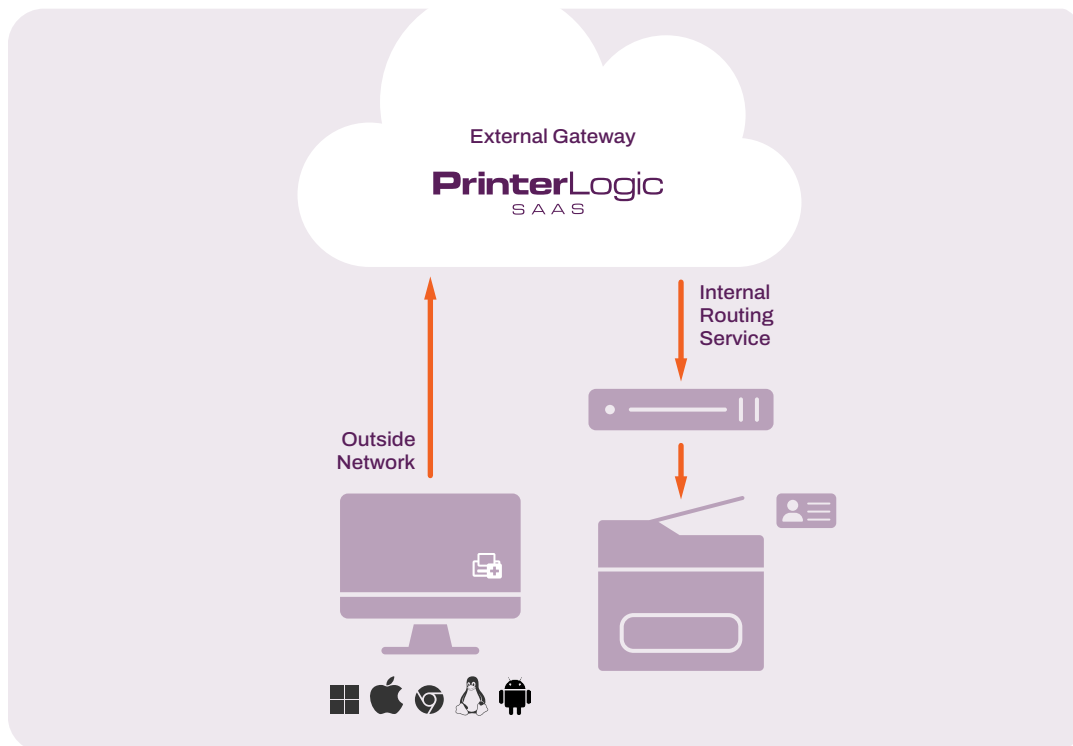 External Gateway
PrinterLogic
SAAS
Internal
Routing
Service
Outside
Network